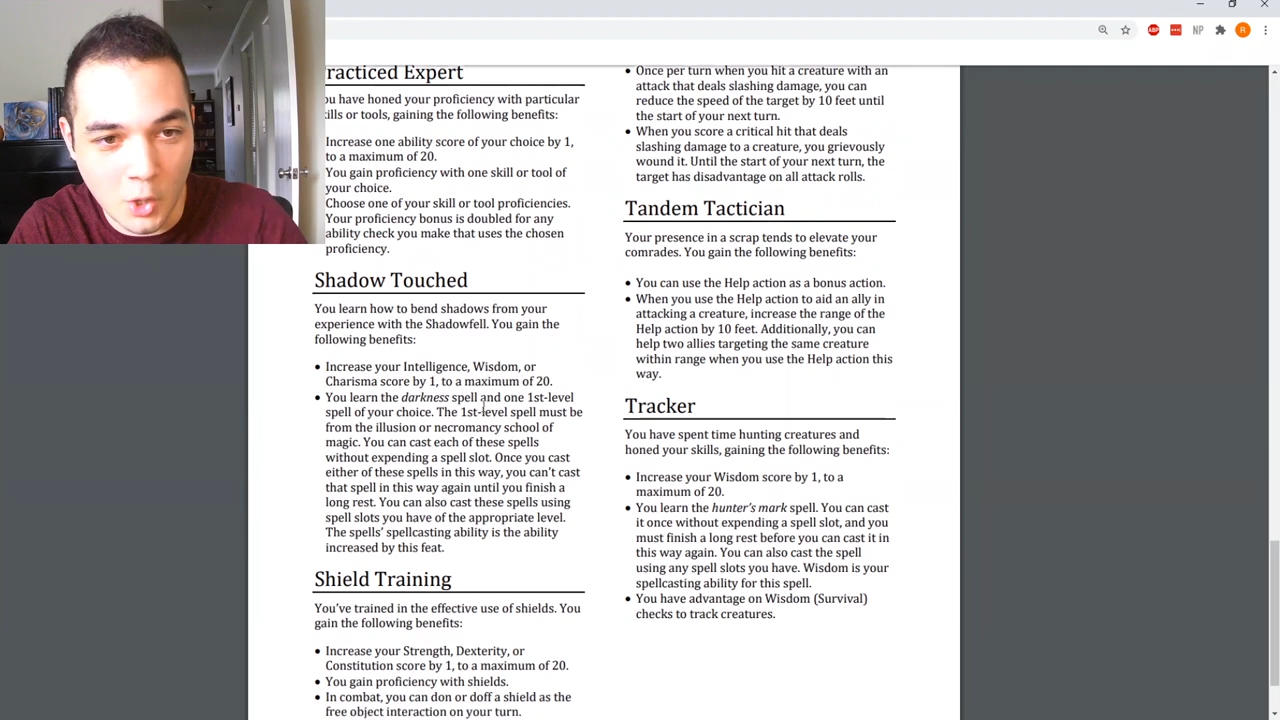 NP
R
racticed Expert
ou have honed your proficiency with particular
kills or tools, gaining the following benefits:
Increase one ability score of your choice by 1,
to a maximum of 20.
You gain proficiency with one skill or tool of
your choice.
Choose one of your skill or tool proficiencies.
Your proficiency bonus is doubled for any
ability check you make that uses the chosen
proficiency.
Shadow Touched
You learn how to bend shadows from your
experience with the Shadowfell. You gain the
following benefits:
• Increase your Intelligence, Wisdom, or
Charisma score by 1, to a maximum of 20.
• You learn the darkness spell and one 1st-level
spell of your choice. The 1st-level spell must be
from the illusion or necromancy school of
magic. You can cast each of these spells
without expending a spell slot. Once you cast
either of these spells in this way, you can't cast
that spell in this way again until you finish a
long rest. You can also cast these spells using
spell slots you have of the appropriate level.
The spells' spellcasting ability is the ability
increased by this feat.
Shield Training
You've trained in the effective use of shields. You
gain the following benefits:
• Increase your Strength, Dexterity, or
Constitution score by 1, to a maximum of 20.
• You gain proficiency with shields.
• In combat, you can don or doff a shield as the
free object interaction on your turn.
• Once per turn when you hit a creature with an
attack that deals slashing damage, you can
reduce the speed of the target by 10 feet until
the start of your next turn.
• When you score a critical hit that deals
slashing damage to a creature, you grievously
wound it. Until the start of your next turn, the
target has disadvantage on all attack rolls.
Tandem Tactician
Your presence in a scrap tends to elevate your
comrades. You gain the following benefits:
• You can use the Help action as a bonus action.
• When you use the Help action to aid an ally in
attacking a creature, increase the range of the
Help action by 10 feet. Additionally, you can
help two allies targeting the same creature
within range when you use the Help action this
way.
Tracker
You have spent time hunting creatures and
honed your skills, gaining the following benefits:
• Increase your Wisdom score by 1, to a
maximum of 20.
• You learn the hunter's mark spell. You can cast
it once without expending a spell slot, and you
must finish a long rest before you can cast it in
this way again. You can also cast the spell
using any spell slots you have. Wisdom is your
spellcasting ability for this spell.
• You have advantage on Wisdom (Survival)
checks to track creatures.